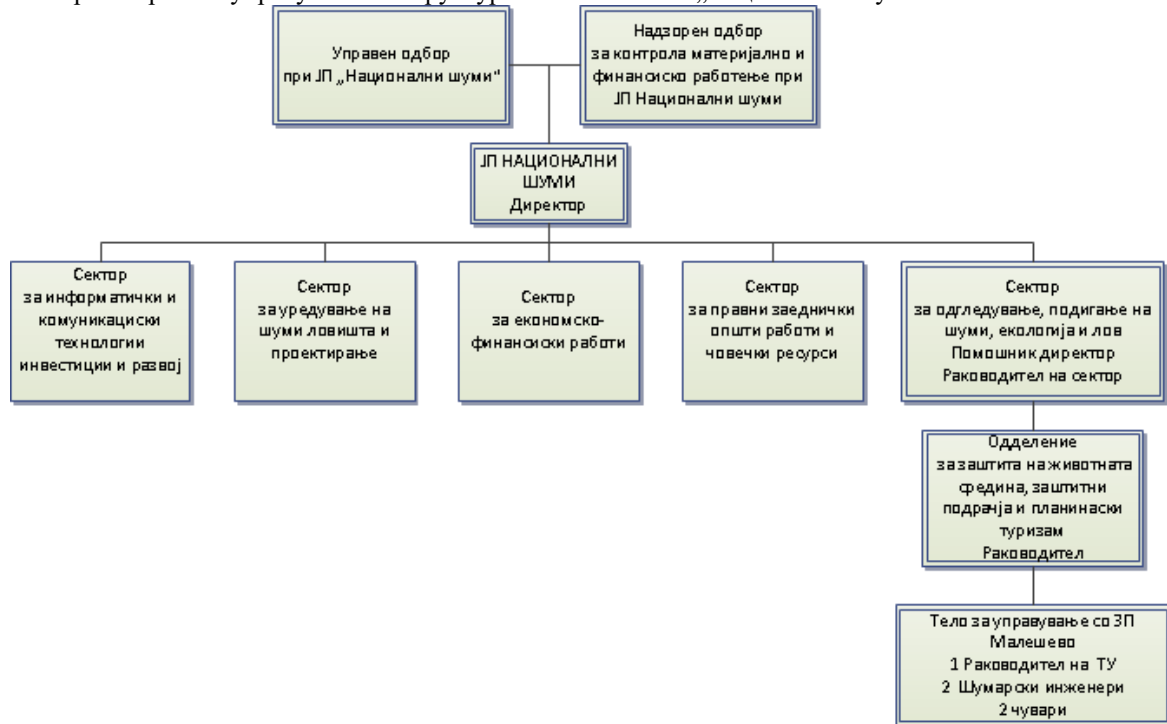 Управен одбор
при ЈП „Национални шуми“
Надзорен одбор
за контрола материјално и
финансиско работење при
ЈП Национални шуми
ЈП НАЦИОНАЛНИ
ШУМИ
Директор
Сектор
за информатички и
комуникациски
технологии
инвестиции и развој
Сектор
за уредување на
шуми ловишта и
проектирање
Сектор
за економско-
финансиски работи
Сектор
за правни заеднички
општи работи и
човечки ресурси
Сектор
за одгледување, подигање на
шуми, екологија и лов
Помошник директор
Раководител на сектор
Одделение
за заштита на животната
средина, заштитни
подрачја и планинаски
туризам
Раководител
Тело за управување со ЗП
Малешево
1 Раководител на ТУ
2 Шумарски инженери
2 чувари